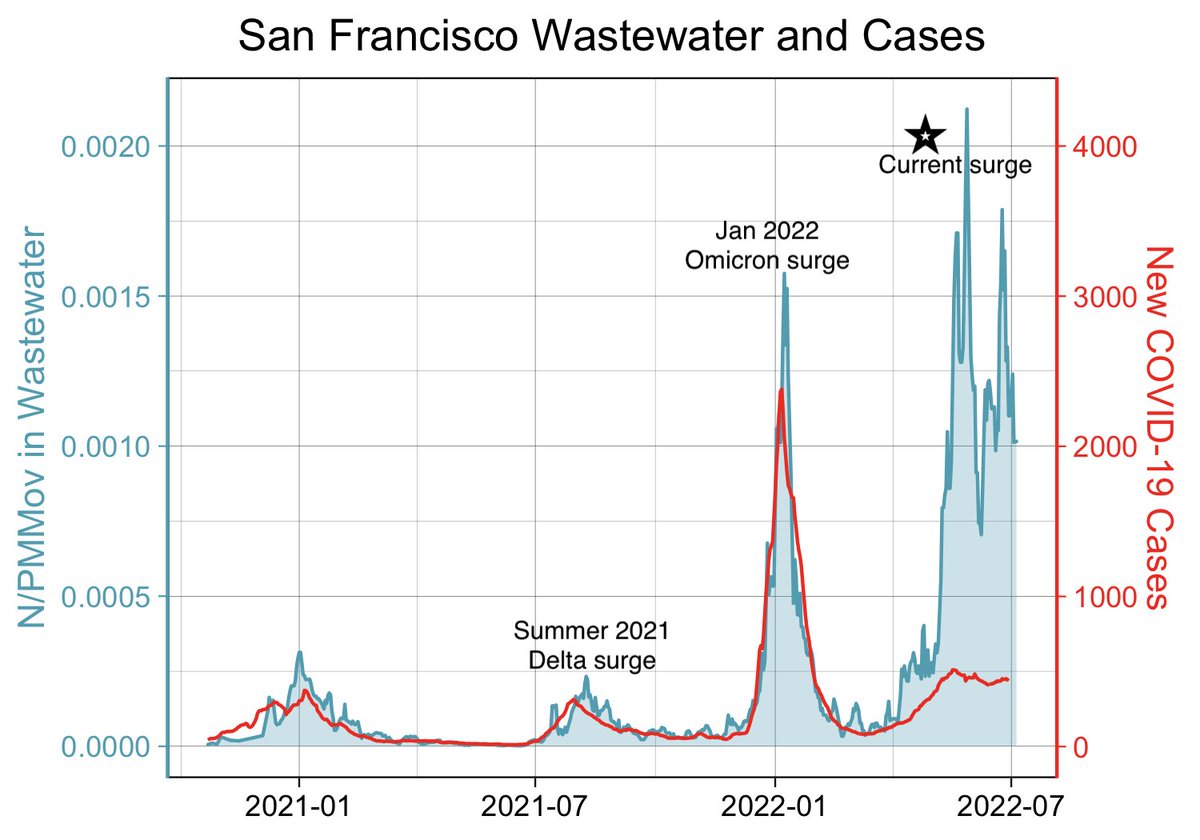 San Francisco Wastewater and Cases
N/PMMov in Wastewater
0.0020
0.0015
0.0010
0.0005
0.0000
Current surge
Jan 2022
Omicron surge
Summer 2021
Delta surge
4000
3000
2000
1000
0
New COVID-19 Cases
2021-01
2021-07
2022-01
2022-07